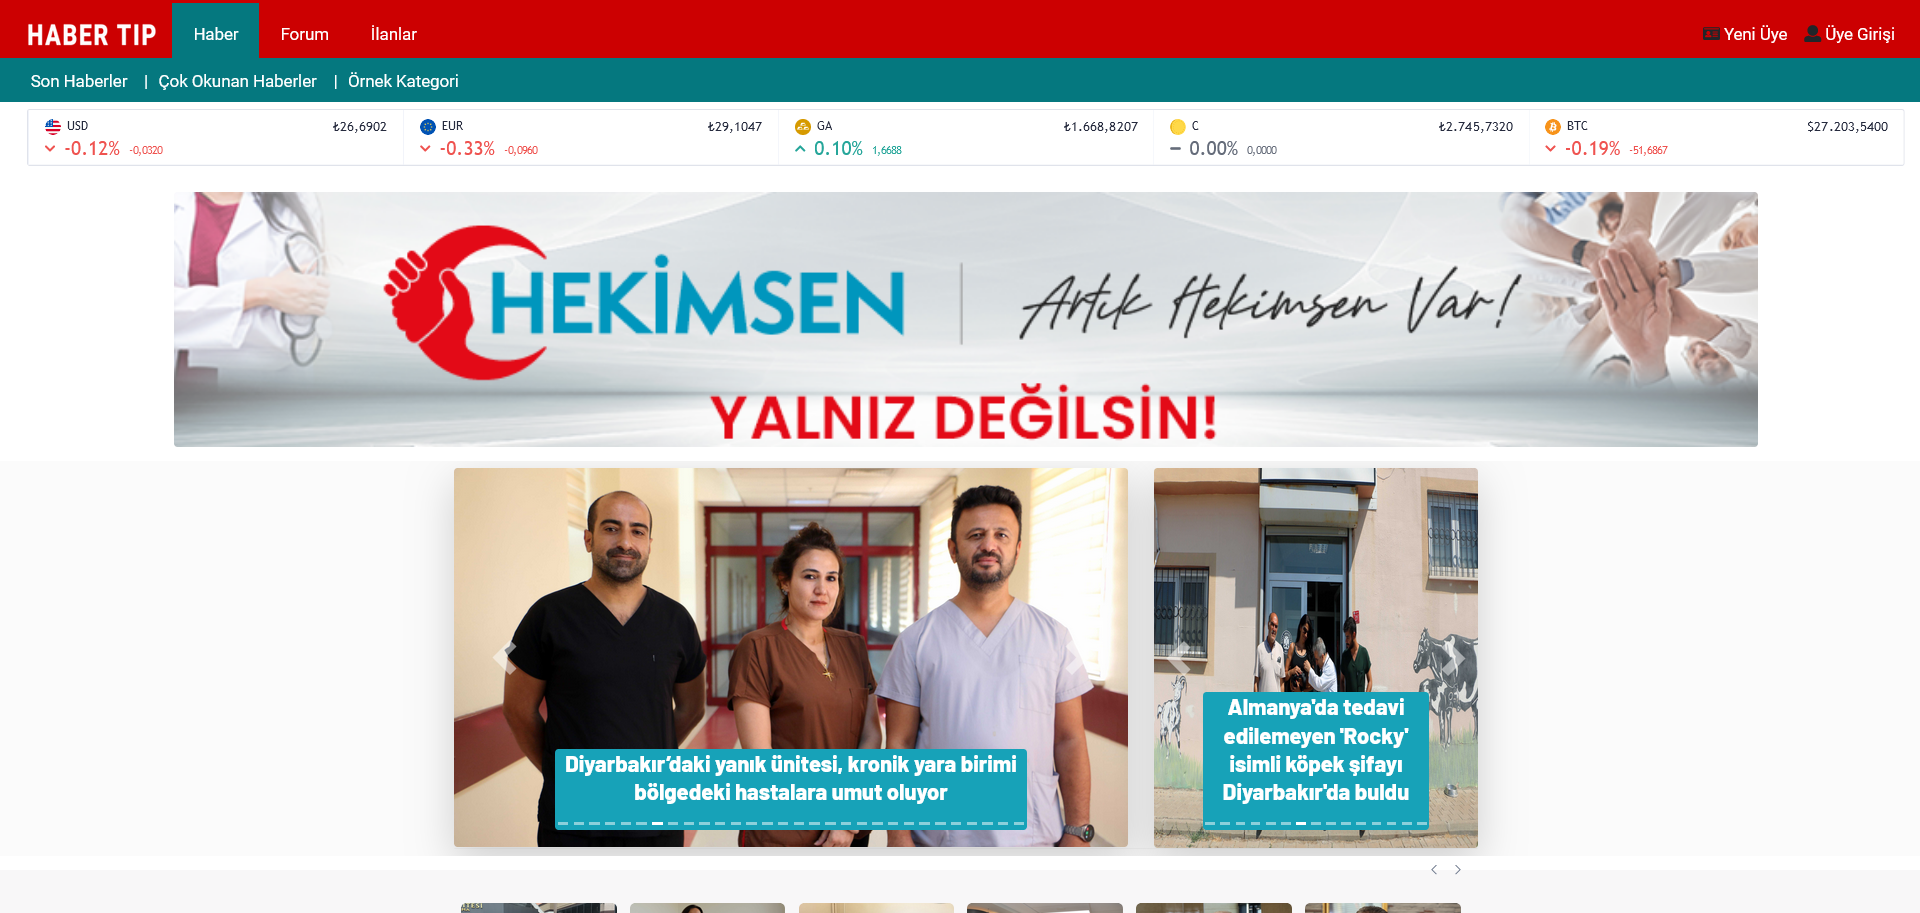 HABER TIP
Haber
Forum
İlanlar
Yeni Üye
Üye Girişi
Son Haberler | Çok Okunan Haberler | Örnek Kategori
USD ₺26,6902
-0.12% -0,0320
EUR ₺29,1047
-0.33% -0,0960
GA ₺1.668,8207
0.10% 1,6688
C ₺2.745,7320
0.00% 0,0000
BTC $27.203,5400
-0.19% -51,6867
HEKİMSEN
Artık Hekimsen Var!
YALNIZ DEĞİLSİN!
Diyarbakır’daki yanık ünitesi, kronik yara birimi
bölgedeki hastalara umut oluyor
Almanya'da tedavi
edilemeyen 'Rocky'
isimli köpek şifayı
Diyarbakır'da buldu